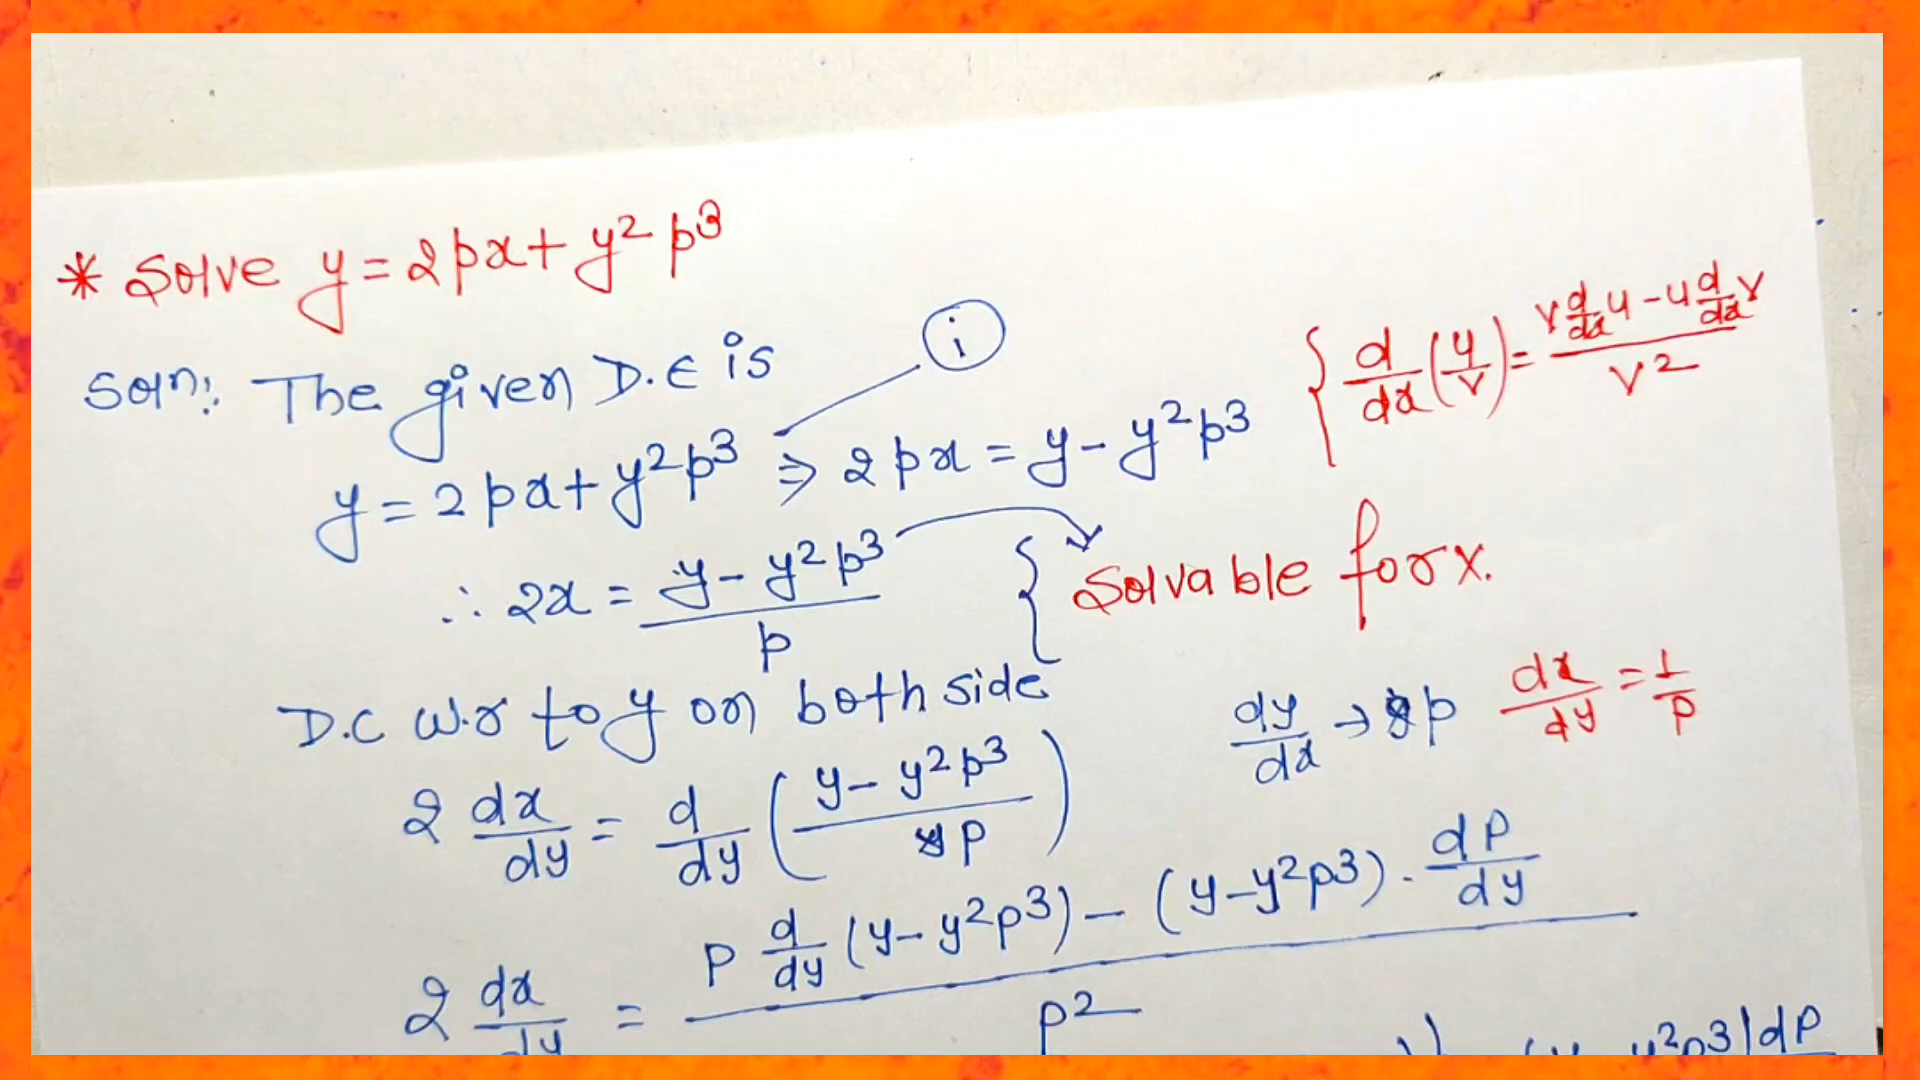 * Solve y = 2px + y² p³
Soln: The given D.E is
i
{ d/dx (u/v) = (v d/dx u - u d/dx v) / v²
y = 2px + y²p³ ⇒ 2px = y - y²p³
∴ 2x = (y - y²p³) / p { Solvable for x.
D.C w.r to y on both side
dy/dx → p dx/dy = 1/p
2 dx/dy = d/dy ( (y - y²p³) / p )
2 dx/dy = (p d/dy (y - y²p³) - (y - y²p³) . dp/dy) / p²